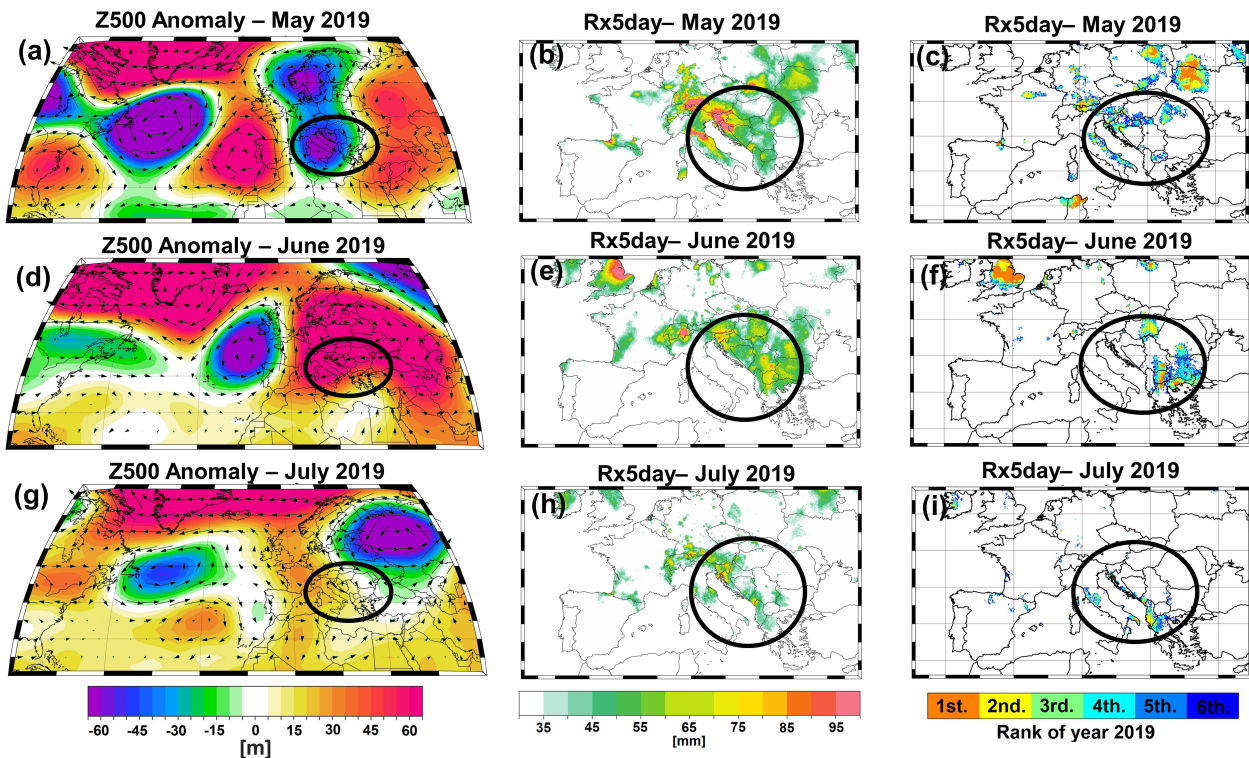 Z500 Anomaly – May 2019
Rx5day– May 2019
Rx5day– May 2019
(a)
(b)
(c)
Z500 Anomaly – June 2019
Rx5day– June 2019
Rx5day– June 2019
(d)
(e)
(f)
Z500 Anomaly – July 2019
Rx5day– July 2019
Rx5day– July 2019
(g)
(h)
(i)
-60 -45 -30 -15 0 15 30 45 60
[m]
35 45 55 65 75 85 95
[mm]
1st. 2nd. 3rd. 4th. 5th. 6th.
Rank of year 2019